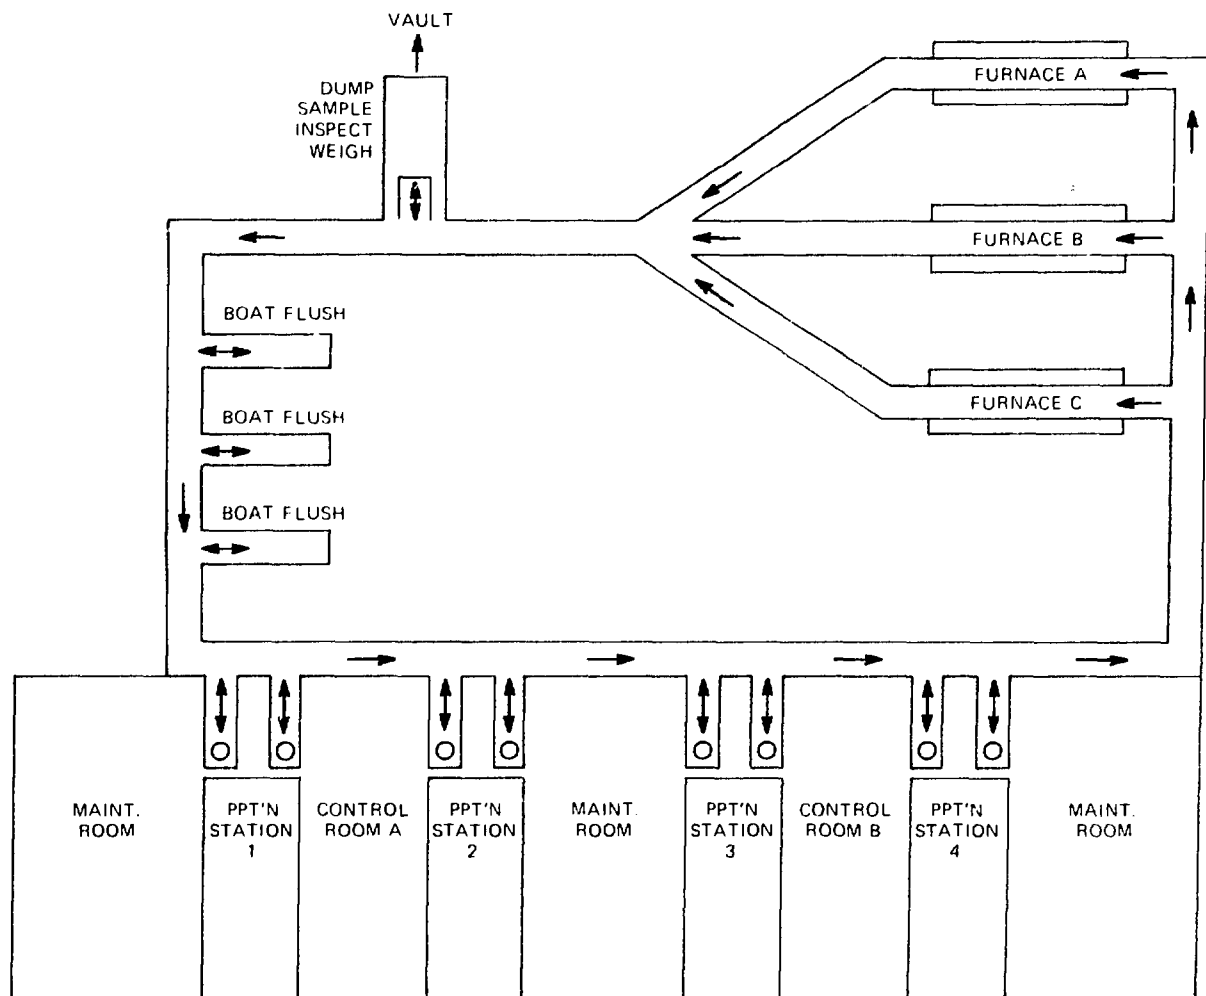 VAULT
DUMP
SAMPLE
INSPECT
WEIGH
FURNACE A
FURNACE B
FURNACE C
BOAT FLUSH
BOAT FLUSH
BOAT FLUSH
MAINT.
ROOM
PPT'N
STATION
1
CONTROL
ROOM A
PPT'N
STATION
2
MAINT.
ROOM
PPT'N
STATION
3
CONTROL
ROOM B
PPT'N
STATION
4
MAINT.
ROOM